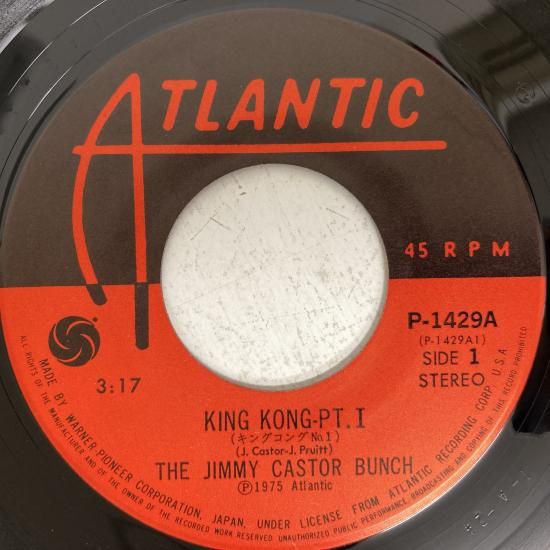 ATLANTIC
45 RPM
P-1429A
(P-1429A1)
SIDE 1
STEREO
3:17
KING KONG-PT.I
(キングコング No.1)
(J. Castor-J. Pruitt)
THE JIMMY CASTOR BUNCH
Ⓟ1975 Atlantic
MADE BY WARNER-PIONEER CORPORATION, JAPAN, UNDER LICENSE FROM ATLANTIC RECORDING CORP. U.S.A.
ALL RIGHTS OF THE MANUFACTURER AND OF THE OWNER OF THE RECORDED WORK RESERVED. UNAUTHORIZED PUBLIC PERFORMANCE, BROADCASTING AND COPYING OF THIS RECORD PROHIBITED